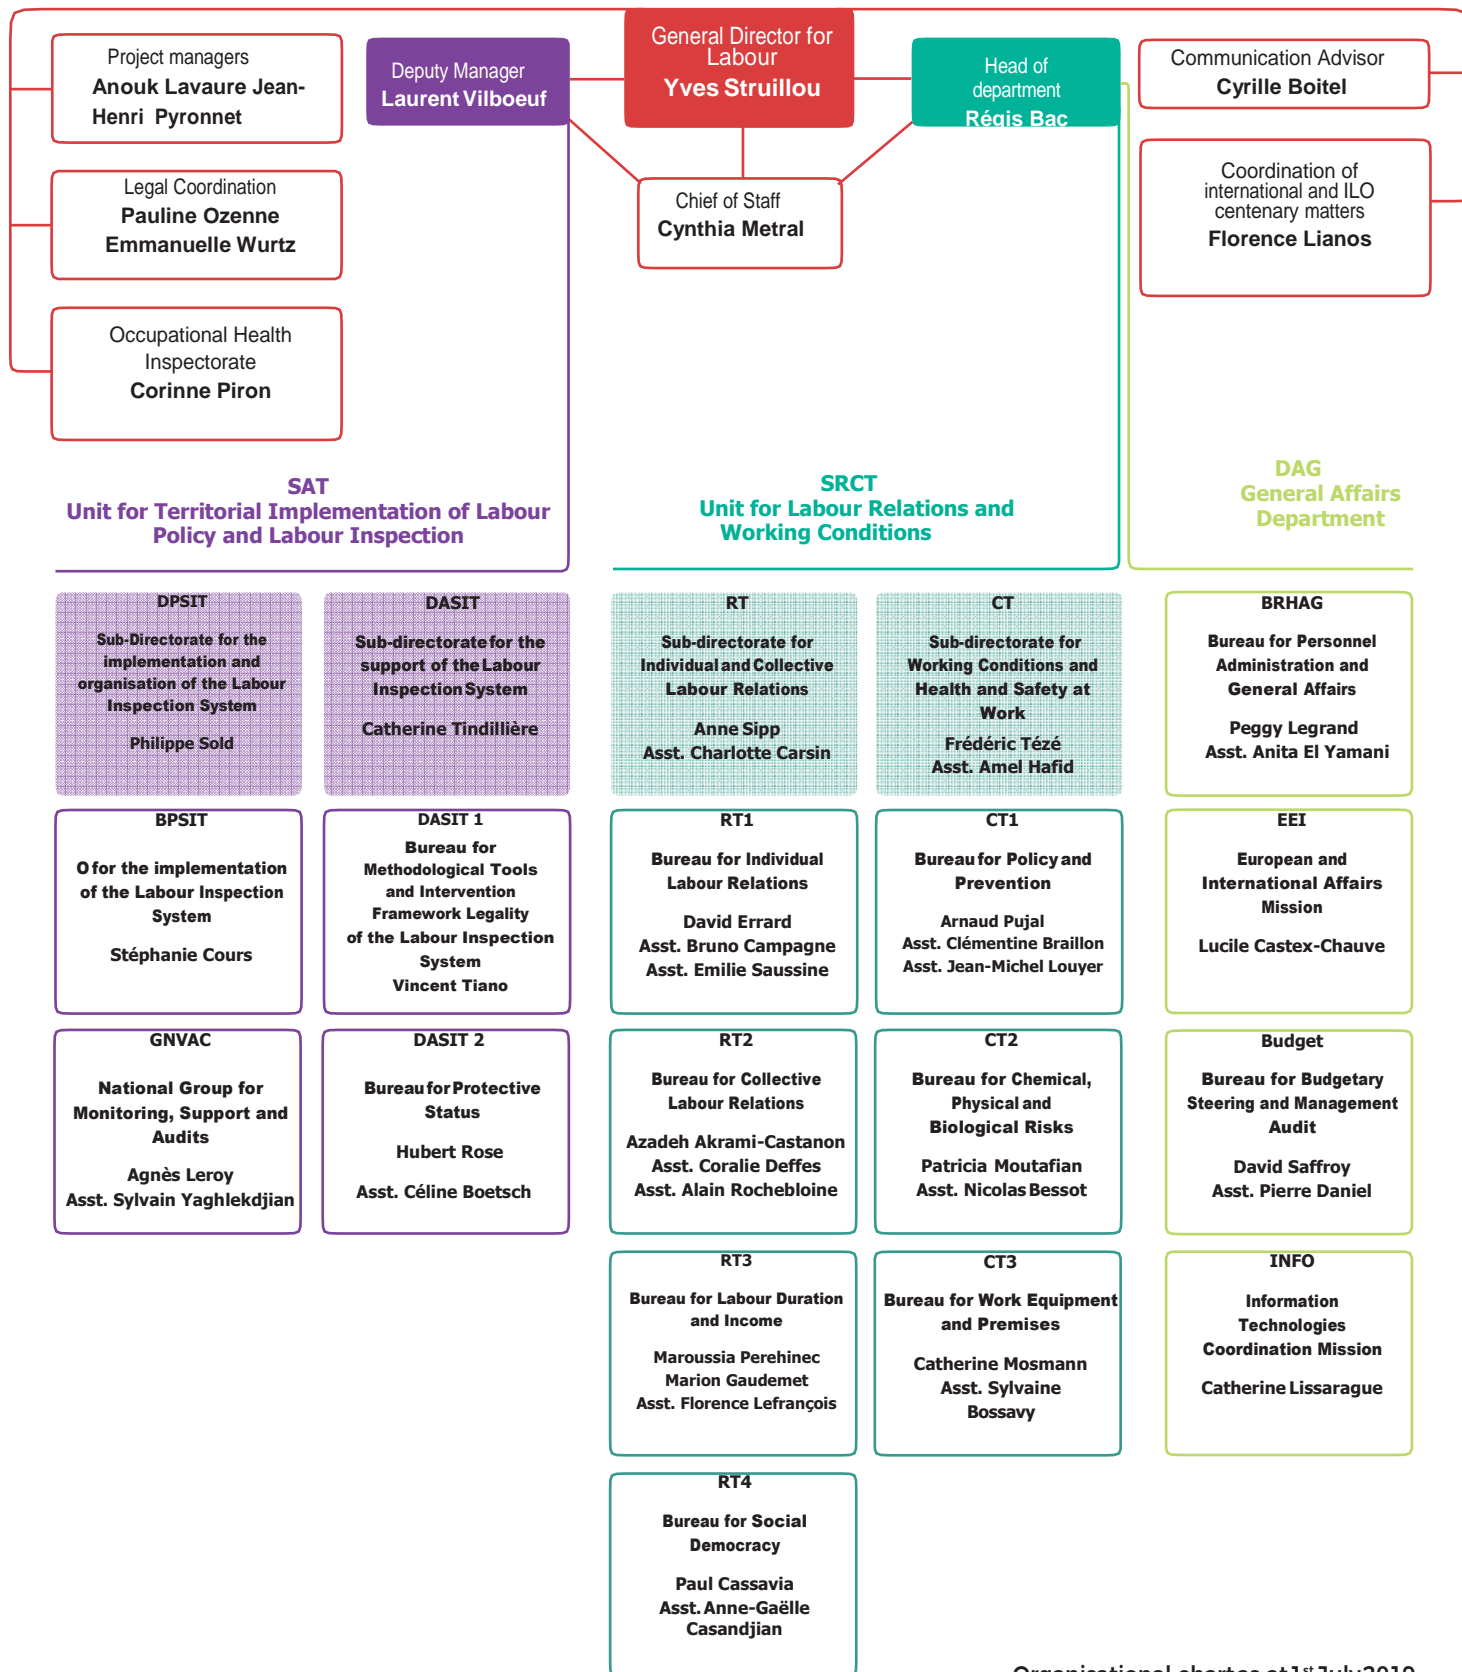 General Director for
Labour
Yves Struillou
Project managers
Anouk Lavaure Jean-
Henri Pyronnet
Deputy Manager
Laurent Vilboeuf
Head of
department
Régis Bac
Communication Advisor
Cyrille Boitel
Legal Coordination
Pauline Ozenne
Emmanuelle Wurtz
Chief of Staff
Cynthia Metral
Coordination of
international and ILO
centenary matters
Florence Lianos
Occupational Health
Inspectorate
Corinne Piron
SAT
Unit for Territorial Implementation of Labour
Policy and Labour Inspection
SRCT
Unit for Labour Relations and
Working Conditions
DAG
General Affairs
Department
DPSIT
Sub-Directorate for the
implementation and
organisation of the Labour
Inspection System
Philippe Sold
DASIT
Sub-directorate for the
support of the Labour
Inspection System
Catherine Tindillière
RT
Sub-directorate for
Individual and Collective
Labour Relations
Anne Sipp
Asst. Charlotte Carsin
CT
Sub-directorate for
Working Conditions and
Health and Safety at
Work
Frédéric Tézé
Asst. Amel Hafid
BRHAG
Bureau for Personnel
Administration and
General Affairs
Peggy Legrand
Asst. Anita El Yamani
BPSIT
O for the implementation
of the Labour Inspection
System
Stéphanie Cours
DASIT 1
Bureau for
Methodological Tools
and Intervention
Framework Legality
of the Labour Inspection
System
Vincent Tiano
RT1
Bureau for Individual
Labour Relations
David Errard
Asst. Bruno Campagne
Asst. Emilie Saussine
CT1
Bureau for Policy and
Prevention
Arnaud Pujal
Asst. Clémentine Braillon
Asst. Jean-Michel Louyer
EEI
European and
International Affairs
Mission
Lucile Castex-Chauve
GNVAC
National Group for
Monitoring, Support and
Audits
Agnès Leroy
Asst. Sylvain Yaghlekdjian
DASIT 2
Bureau for Protective
Status
Hubert Rose
Asst. Céline Boetsch
RT2
Bureau for Collective
Labour Relations
Azadeh Akrami-Castanon
Asst. Coralie Deffes
Asst. Alain Rochebloine
CT2
Bureau for Chemical,
Physical and
Biological Risks
Patricia Moutafian
Asst. Nicolas Bessot
Budget
Bureau for Budgetary
Steering and Management
Audit
David Saffroy
Asst. Pierre Daniel
RT3
Bureau for Labour Duration
and Income
Maroussia Perehinec
Marion Gaudemet
Asst. Florence Lefrançois
CT3
Bureau for Work Equipment
and Premises
Catherine Mosmann
Asst. Sylvaine
Bossavy
INFO
Information
Technologies
Coordination Mission
Catherine Lissarague
RT4
Bureau for Social
Democracy
Paul Cassavia
Asst. Anne-Gaëlle
Casandjian
Organisational chart as at 1st July 2019